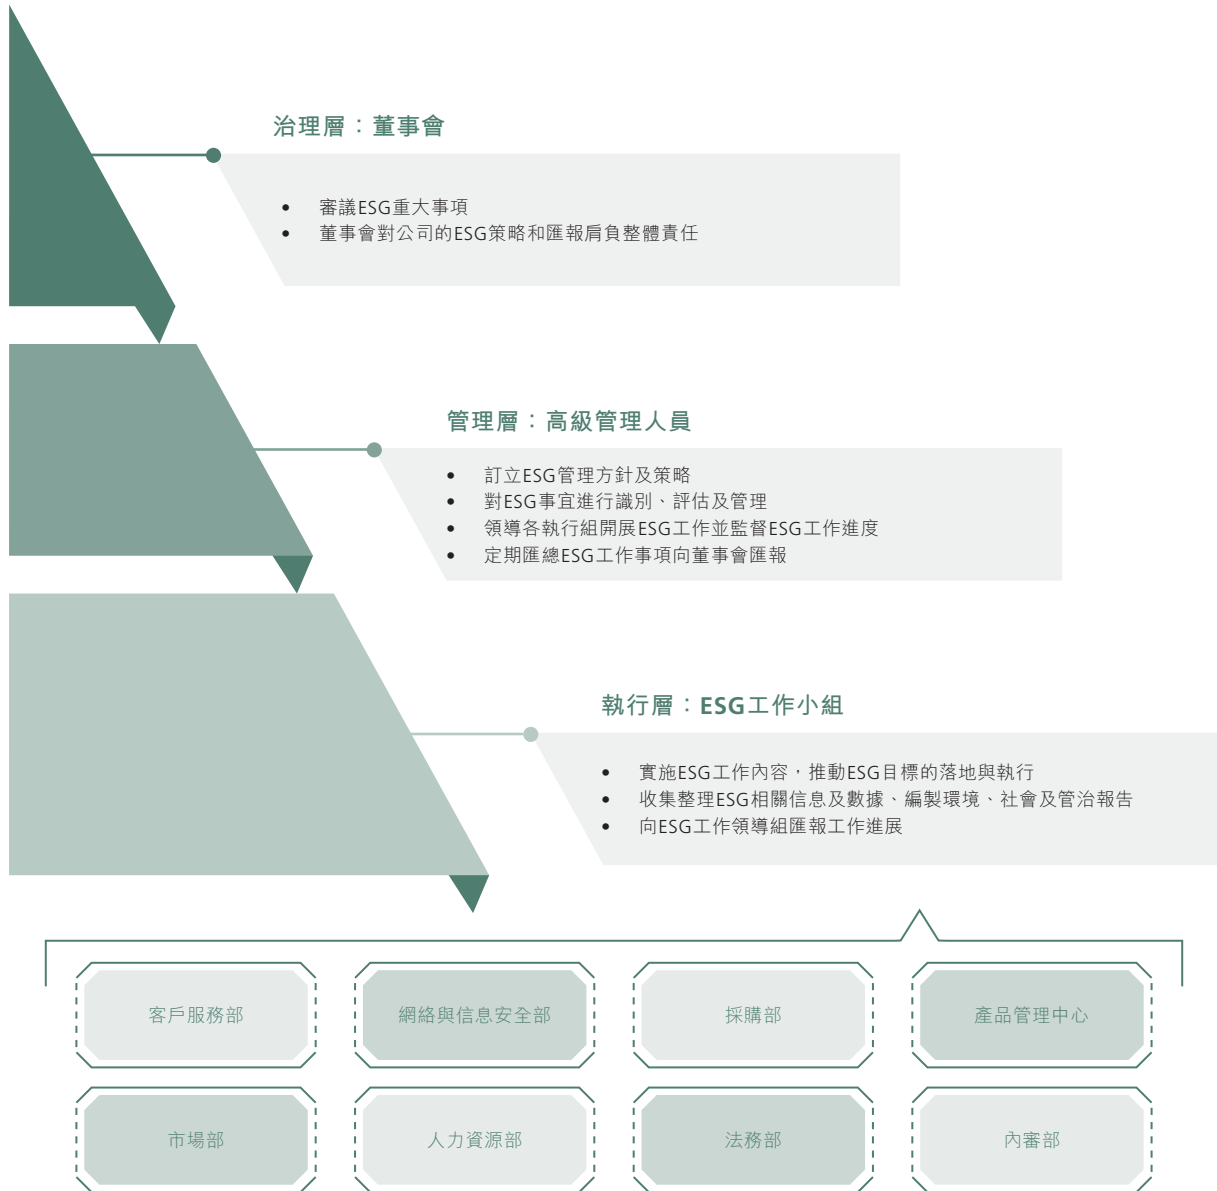 治理層：董事會
• 審議ESG重大事項
• 董事會對公司的ESG策略和匯報肩負整體責任
管理層：高級管理人員
• 訂立ESG管理方針及策略
• 對ESG事宜進行識別、評估及管理
• 領導各執行組開展ESG工作並監督ESG工作進度
• 定期匯總ESG工作事項向董事會匯報
執行層：ESG工作小組
• 實施ESG工作內容，推動ESG目標的落地與執行
• 收集整理ESG相關信息及數據、編製環境、社會及管治報告
• 向ESG工作領導組匯報工作進展
客戶服務部
網絡與信息安全部
採購部
產品管理中心
市場部
人力資源部
法務部
內審部